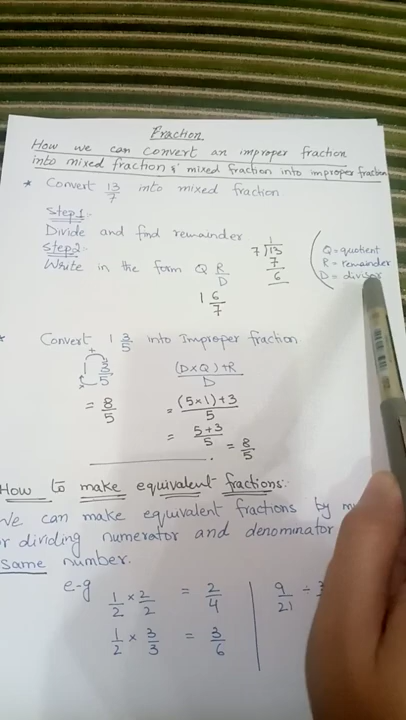 Fraction
How we can convert an improper fraction
into mixed fraction & mixed fraction into improper fraction
* Convert 13/7 into mixed fraction
Step1:-
Divide and find remainder
Step2:-
Write in the form Q R/D
1 6/7
1
7)13
7
6
Q = quotient
R = remainder
D = divisor
* Convert 1 3/5 into Improper fraction.
+
1 3/5
x
= 8/5
(D×Q)+R/D
= (5×1)+3/5
= 5+3/5 = 8/5
How to make equivalent fractions:-
We can make equivalent fractions by
or dividing numerator and denominator
same number.
e-g 1/2 × 2/2 = 2/4
1/2 × 3/3 = 3/6
9/21 ÷